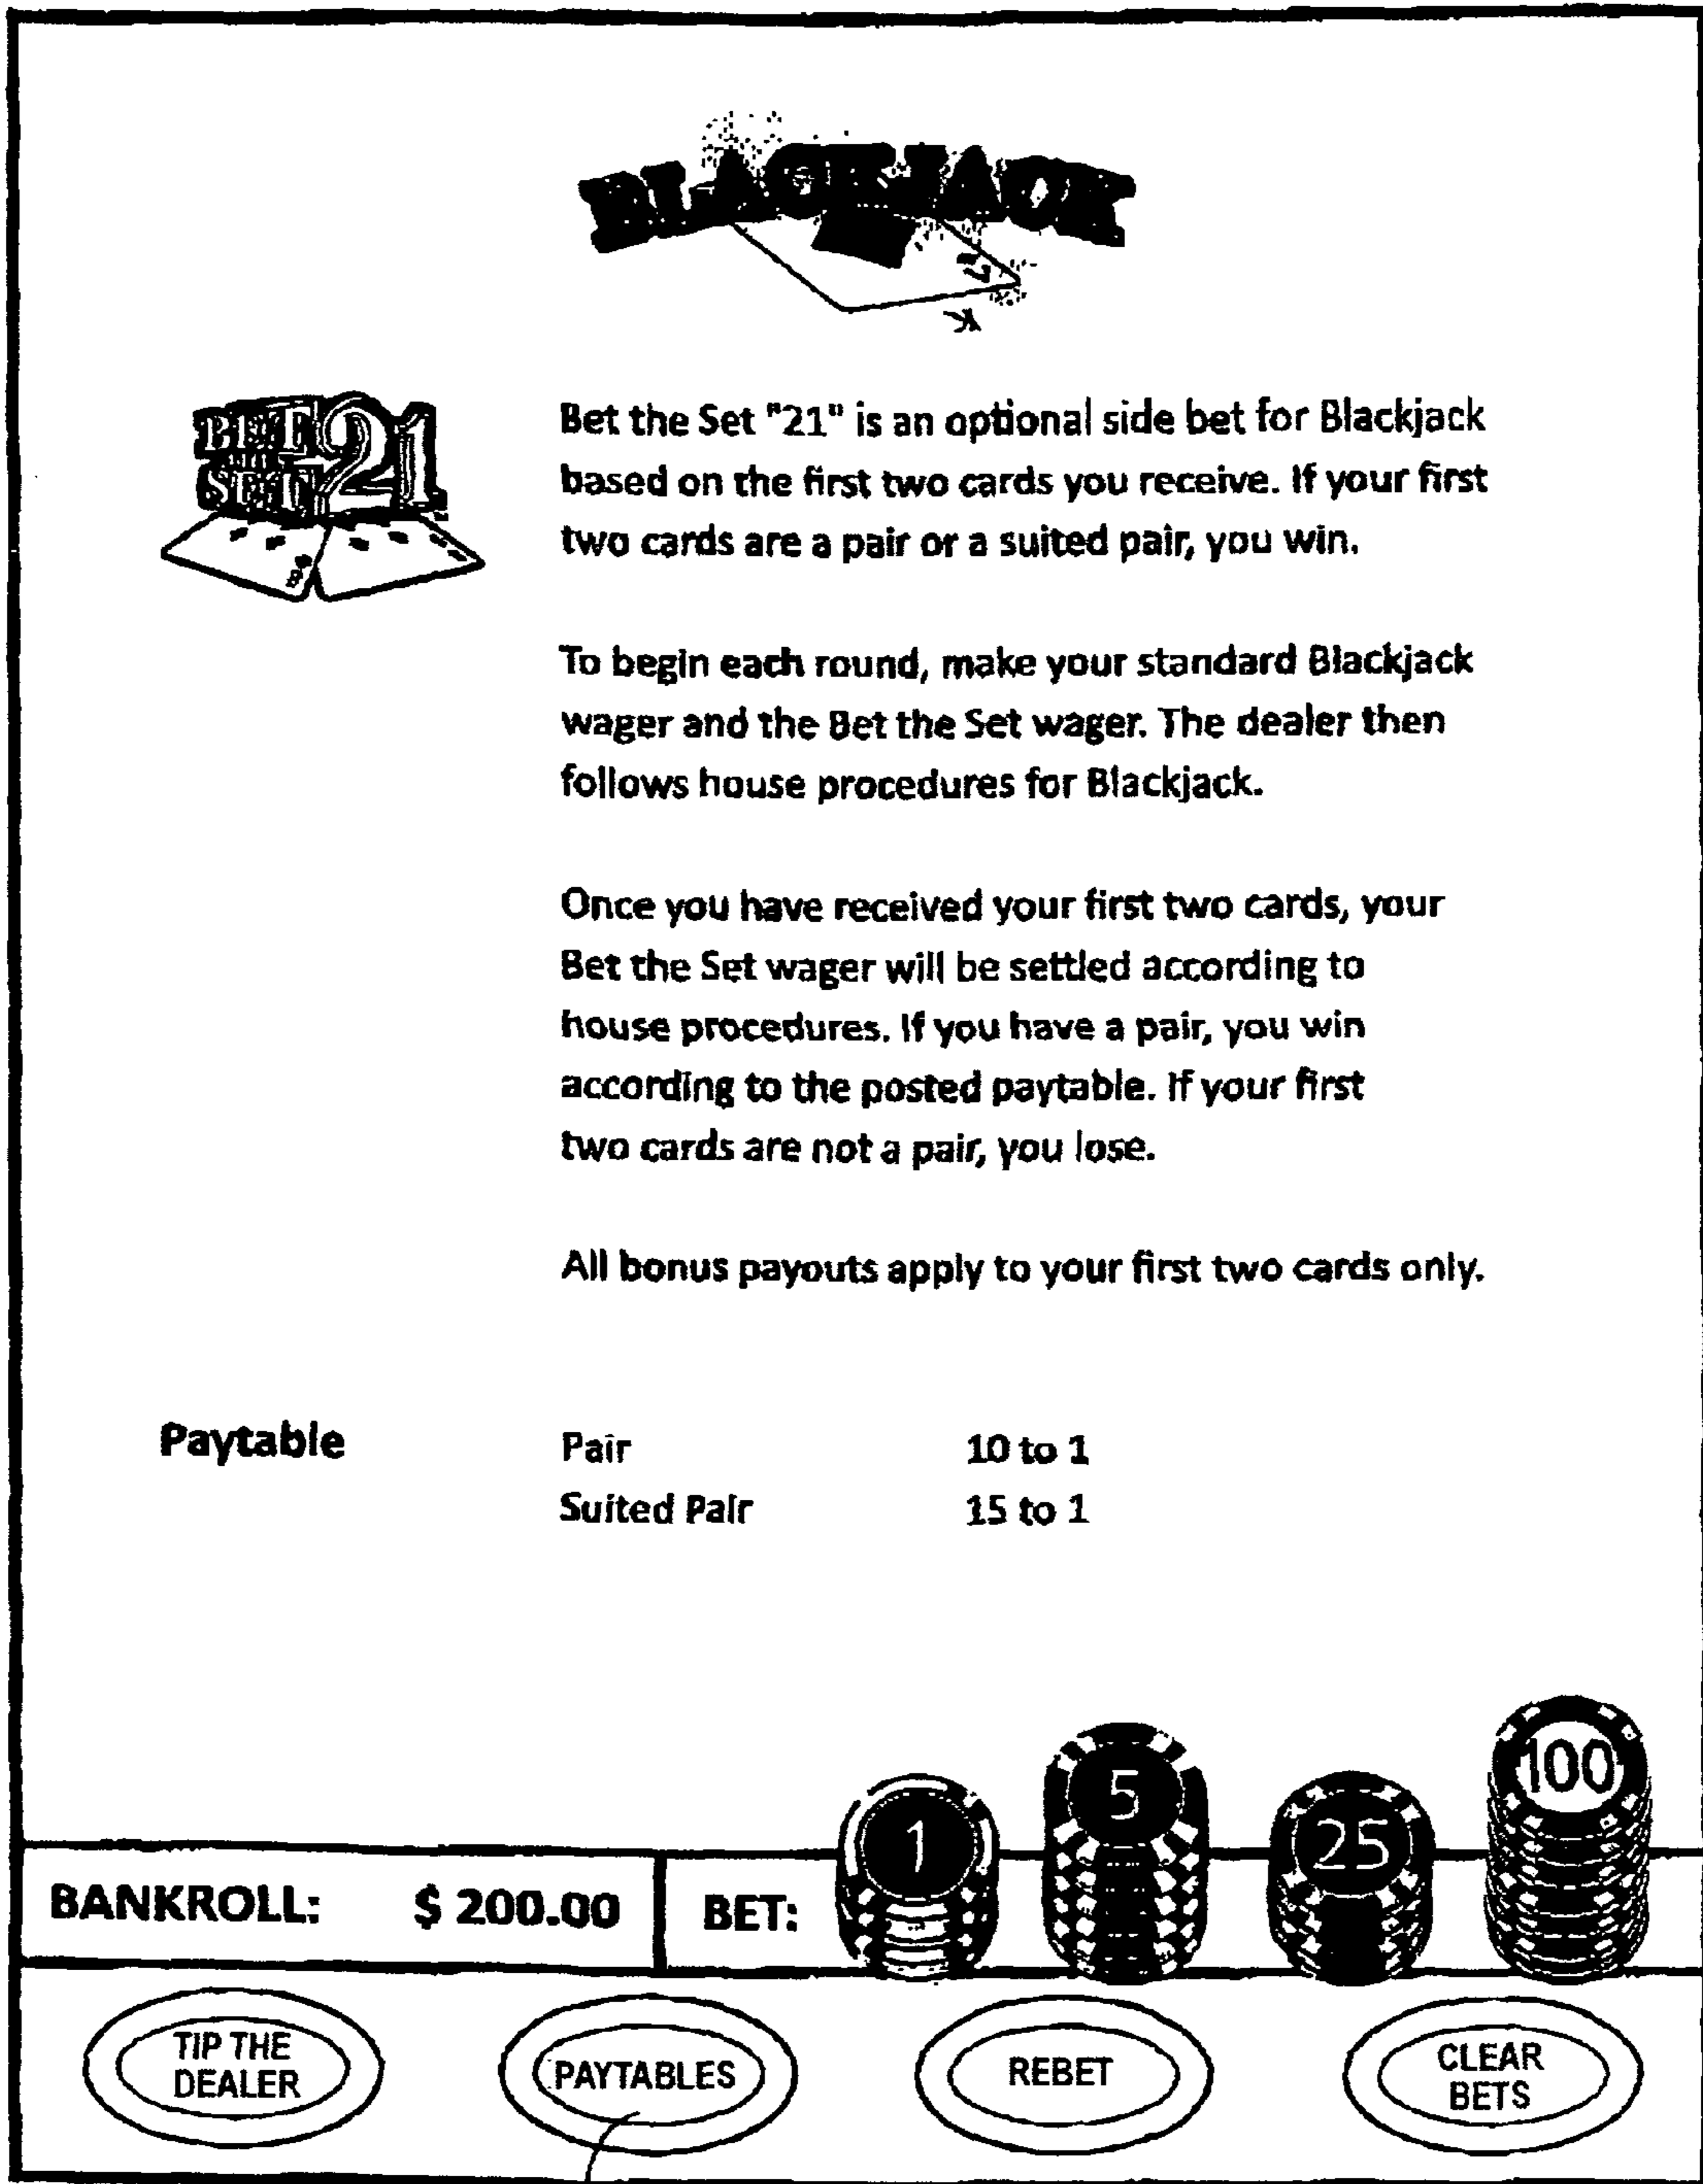 BLACKJACK
BET THE SET 21
Bet the Set "21" is an optional side bet for Blackjack
based on the first two cards you receive. If your first
two cards are a pair or a suited pair, you win.
To begin each round, make your standard Blackjack
wager and the Bet the Set wager. The dealer then
follows house procedures for Blackjack.
Once you have received your first two cards, your
Bet the Set wager will be settled according to
house procedures. If you have a pair, you win
according to the posted paytable. If your first
two cards are not a pair, you lose.
All bonus payouts apply to your first two cards only.
Paytable
Pair 10 to 1
Suited Pair 15 to 1
1 5 25 100
BANKROLL: $ 200.00 BET:
TIP THE
DEALER
PAYTABLES
REBET
CLEAR
BETS